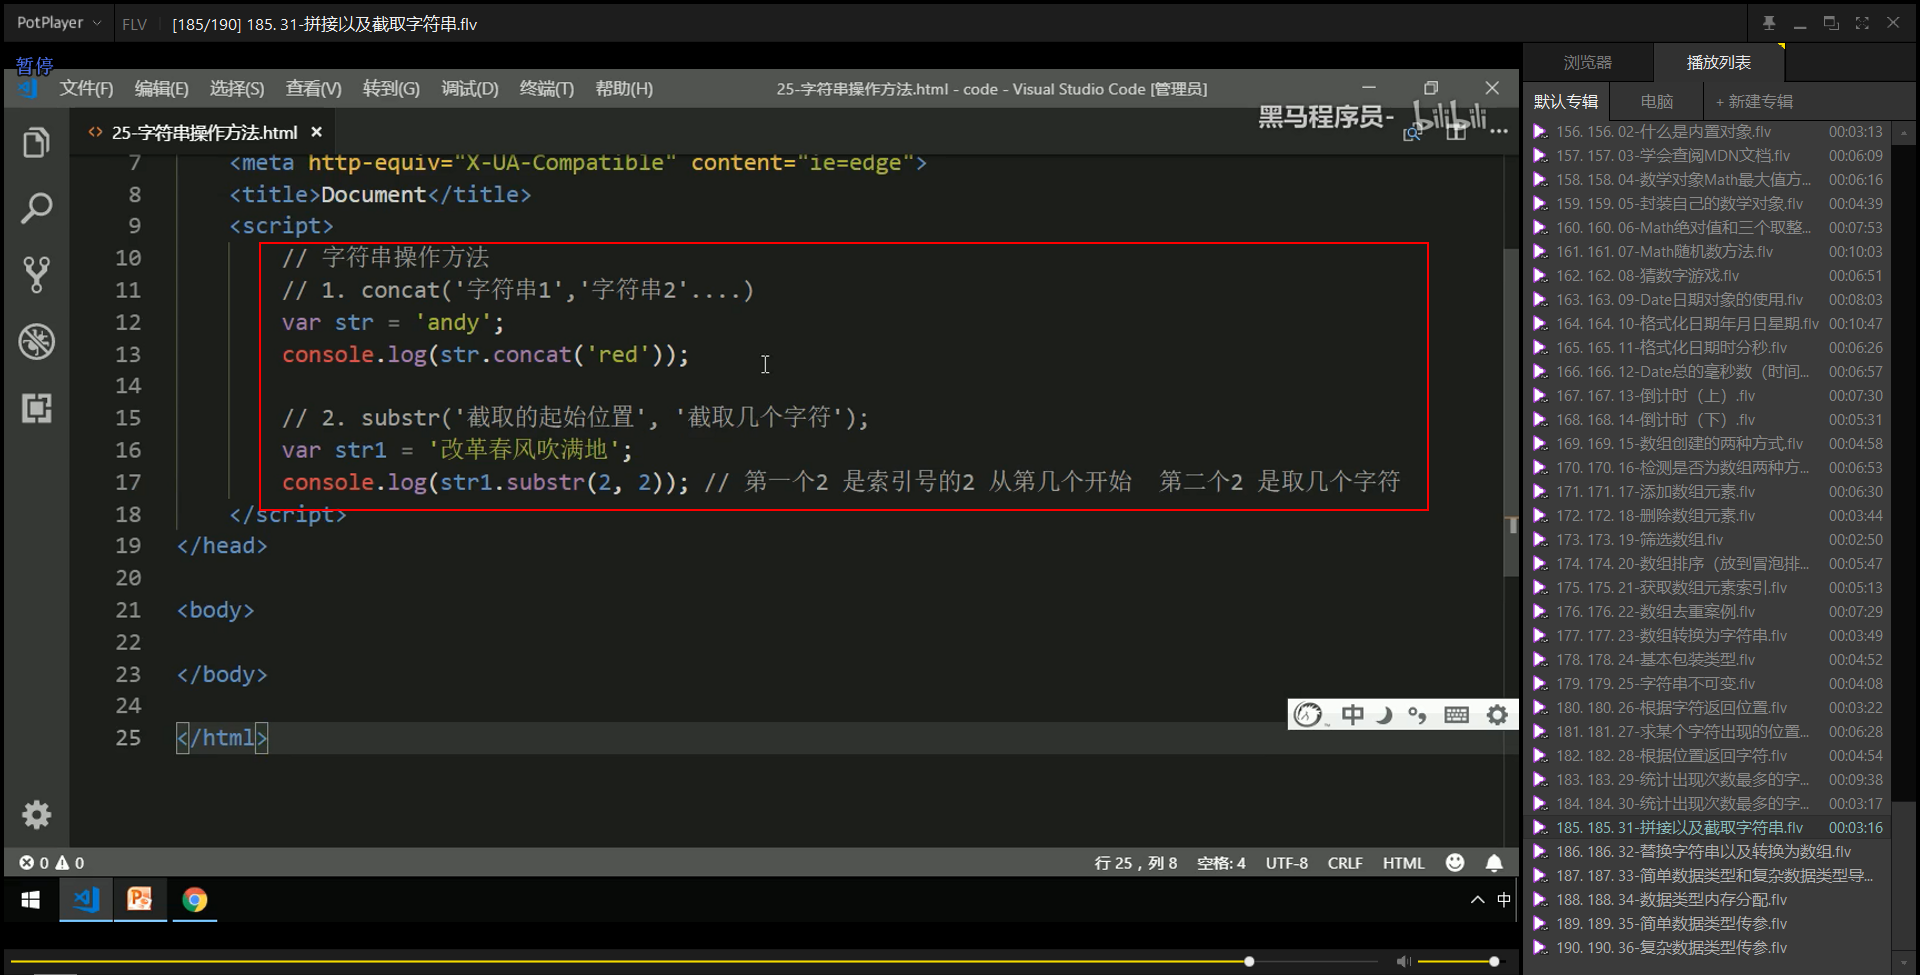 PotPlayer FLV [185/190] 185. 31-拼接以及截取字符串.flv
暂停
文件(F) 编辑(E) 选择(S) 查看(V) 转到(G) 调试(D) 终端(T) 帮助(H) 25-字符串操作方法.html - code - Visual Studio Code [管理员]
黑马程序员- bilibili
<> 25-字符串操作方法.html ×
7 <meta http-equiv="X-UA-Compatible" content="ie=edge">
8 <title>Document</title>
9 <script>
10 // 字符串操作方法
11 // 1. concat('字符串1','字符串2'....)
12 var str = 'andy';
13 console.log(str.concat('red'));
14
15 // 2. substr('截取的起始位置', '截取几个字符');
16 var str1 = '改革春风吹满地';
17 console.log(str1.substr(2, 2)); // 第一个2 是索引号的2 从第几个开始 第二个2 是取几个字符
18 </script>
19 </head>
20
21 <body>
22
23 </body>
24
25 </html>
中
0 0 行 25，列 8 空格: 4 UTF-8 CRLF HTML
中
浏览器 播放列表
默认专辑 电脑 + 新建专辑
156. 156. 02-什么是内置对象.flv 00:03:13
157. 157. 03-学会查阅MDN文档.flv 00:06:09
158. 158. 04-数学对象Math最大值方... 00:06:16
159. 159. 05-封装自己的数学对象.flv 00:04:39
160. 160. 06-Math绝对值和三个取整... 00:07:53
161. 161. 07-Math随机数方法.flv 00:10:03
162. 162. 08-猜数字游戏.flv 00:06:51
163. 163. 09-Date日期对象的使用.flv 00:08:03
164. 164. 10-格式化日期年月日星期.flv 00:10:47
165. 165. 11-格式化日期时分秒.flv 00:06:26
166. 166. 12-Date总的毫秒数（时间... 00:06:57
167. 167. 13-倒计时（上）.flv 00:07:30
168. 168. 14-倒计时（下）.flv 00:05:31
169. 169. 15-数组创建的两种方式.flv 00:04:58
170. 170. 16-检测是否为数组两种方... 00:06:53
171. 171. 17-添加数组元素.flv 00:06:30
172. 172. 18-删除数组元素.flv 00:03:44
173. 173. 19-筛选数组.flv 00:02:50
174. 174. 20-数组排序（放到冒泡排... 00:05:47
175. 175. 21-获取数组元素索引.flv 00:05:13
176. 176. 22-数组去重案例.flv 00:07:29
177. 177. 23-数组转换为字符串.flv 00:03:49
178. 178. 24-基本包装类型.flv 00:04:52
179. 179. 25-字符串不可变.flv 00:04:08
180. 180. 26-根据字符返回位置.flv 00:03:22
181. 181. 27-求某个字符出现的位置... 00:06:28
182. 182. 28-根据位置返回字符.flv 00:04:54
183. 183. 29-统计出现次数最多的字... 00:09:38
184. 184. 30-统计出现次数最多的字... 00:03:17
185. 185. 31-拼接以及截取字符串.flv 00:03:16
186. 186. 32-替换字符串以及转换为数组.flv
187. 187. 33-简单数据类型和复杂数据类型导...
188. 188. 34-数据类型内存分配.flv
189. 189. 35-简单数据类型传参.flv
190. 190. 36-复杂数据类型传参.flv